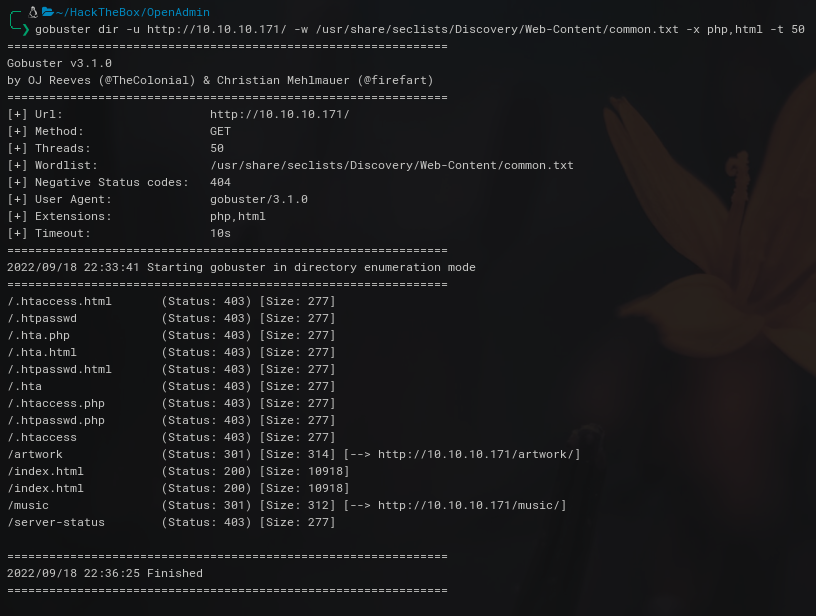 ~/HackTheBox/OpenAdmin
❯ gobuster dir -u http://10.10.10.171/ -w /usr/share/seclists/Discovery/Web-Content/common.txt -x php,html -t 50
===============================================================
Gobuster v3.1.0
by OJ Reeves (@TheColonial) & Christian Mehlmauer (@firefart)
===============================================================
[+] Url:                     http://10.10.10.171/
[+] Method:                  GET
[+] Threads:                 50
[+] Wordlist:                /usr/share/seclists/Discovery/Web-Content/common.txt
[+] Negative Status codes:   404
[+] User Agent:              gobuster/3.1.0
[+] Extensions:              php,html
[+] Timeout:                 10s
===============================================================
2022/09/18 22:33:41 Starting gobuster in directory enumeration mode
===============================================================
/.htaccess.html       (Status: 403) [Size: 277]
/.htpasswd            (Status: 403) [Size: 277]
/.hta.php             (Status: 403) [Size: 277]
/.hta.html            (Status: 403) [Size: 277]
/.htpasswd.html       (Status: 403) [Size: 277]
/.hta                 (Status: 403) [Size: 277]
/.htaccess.php        (Status: 403) [Size: 277]
/.htpasswd.php        (Status: 403) [Size: 277]
/.htaccess            (Status: 403) [Size: 277]
/artwork              (Status: 301) [Size: 314] [--> http://10.10.10.171/artwork/]
/index.html           (Status: 200) [Size: 10918]
/index.html           (Status: 200) [Size: 10918]
/music                (Status: 301) [Size: 312] [--> http://10.10.10.171/music/]
/server-status        (Status: 403) [Size: 277]
===============================================================
2022/09/18 22:36:25 Finished
===============================================================